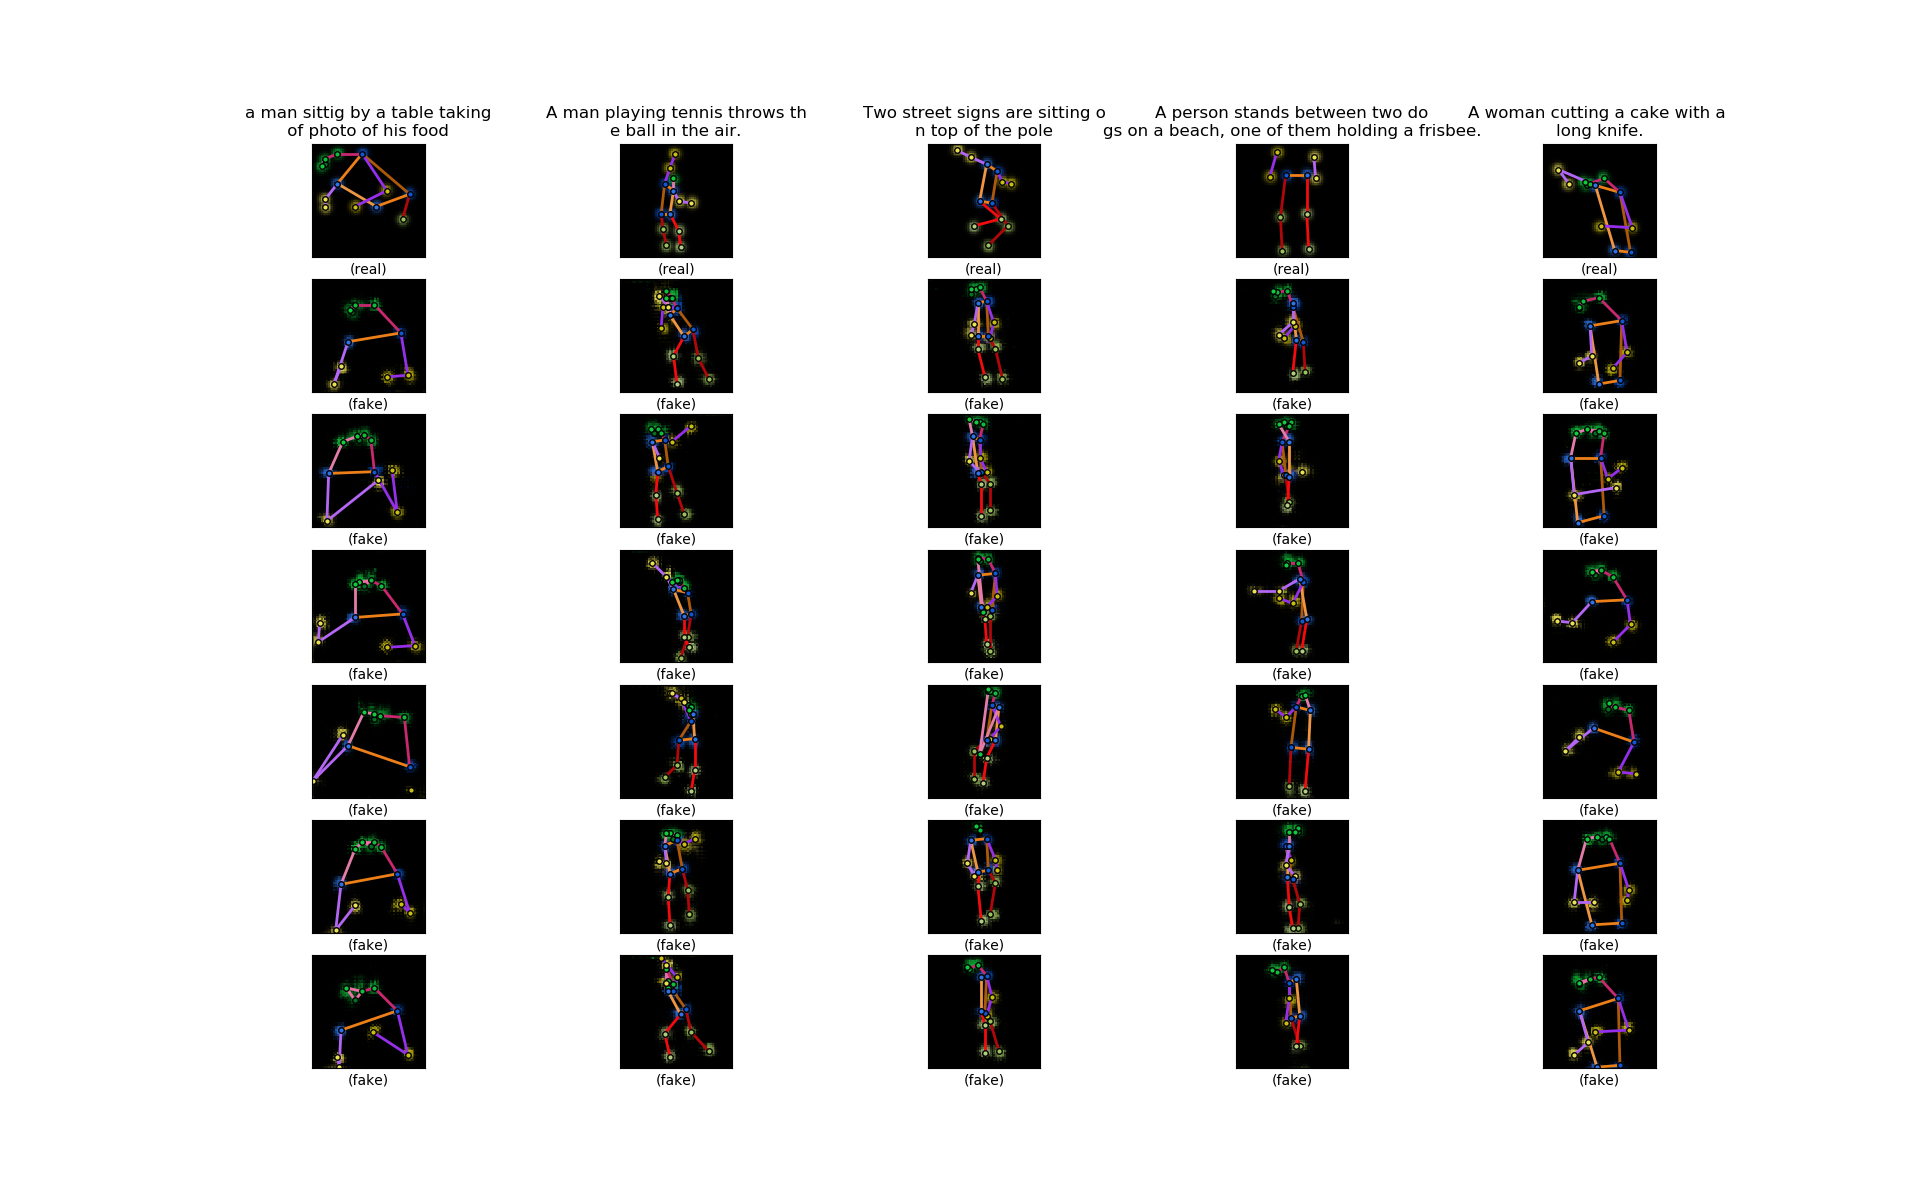 a man sittig by a table taking
of photo of his food
A man playing tennis throws th
e ball in the air.
Two street signs are sitting o
n top of the pole
A person stands between two do
gs on a beach, one of them holding a frisbee.
A woman cutting a cake with a
long knife.
(real) (real) (real) (real) (real)
(fake) (fake) (fake) (fake) (fake)
(fake) (fake) (fake) (fake) (fake)
(fake) (fake) (fake) (fake) (fake)
(fake) (fake) (fake) (fake) (fake)
(fake) (fake) (fake) (fake) (fake)
(fake) (fake) (fake) (fake) (fake)